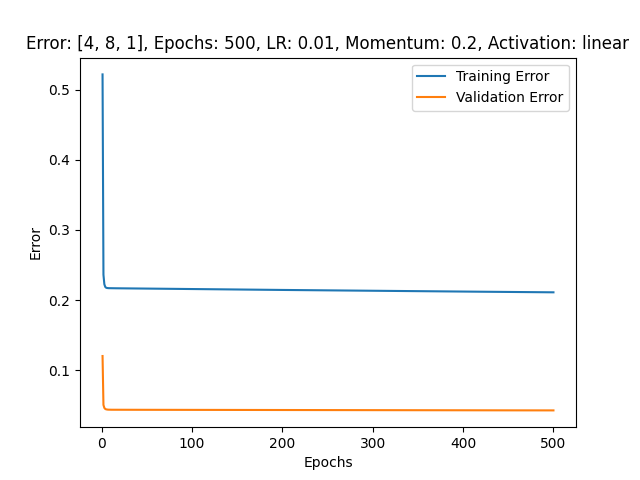 Error: [4, 8, 1], Epochs: 500, LR: 0.01, Momentum: 0.2, Activation: linear
Training Error
Validation Error
0.5
0.4
0.3
0.2
0.1
Error
0 100 200 300 400 500
Epochs